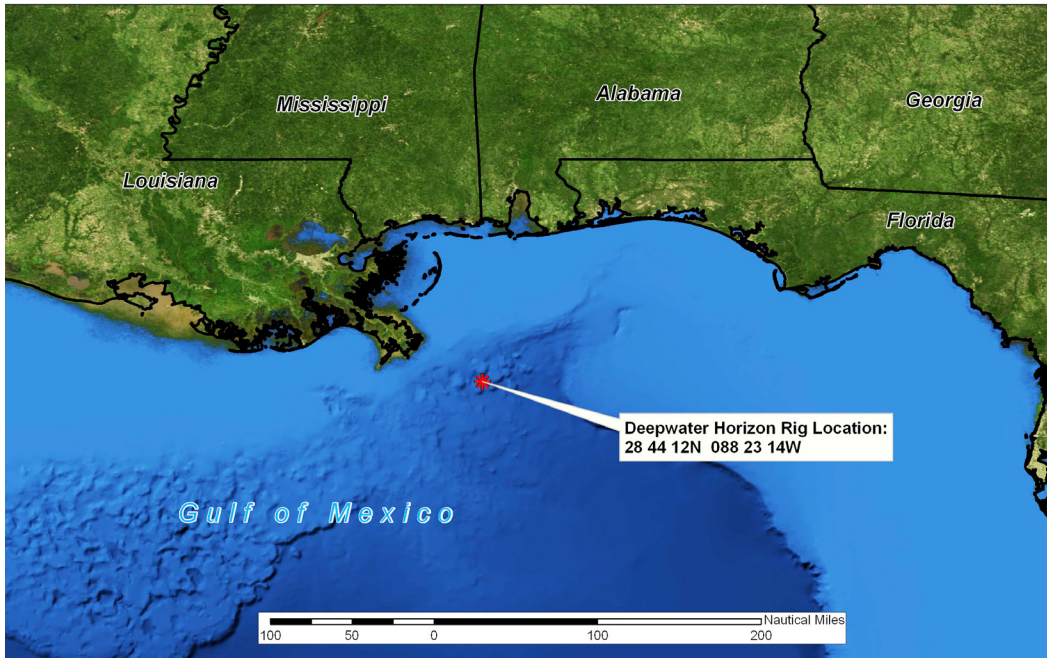 Mississippi
Alabama
Georgia
Louisiana
Florida
Deepwater Horizon Rig Location:
28 44 12N  088 23 14W
Gulf of Mexico
Nautical Miles
100 50 0 100 200